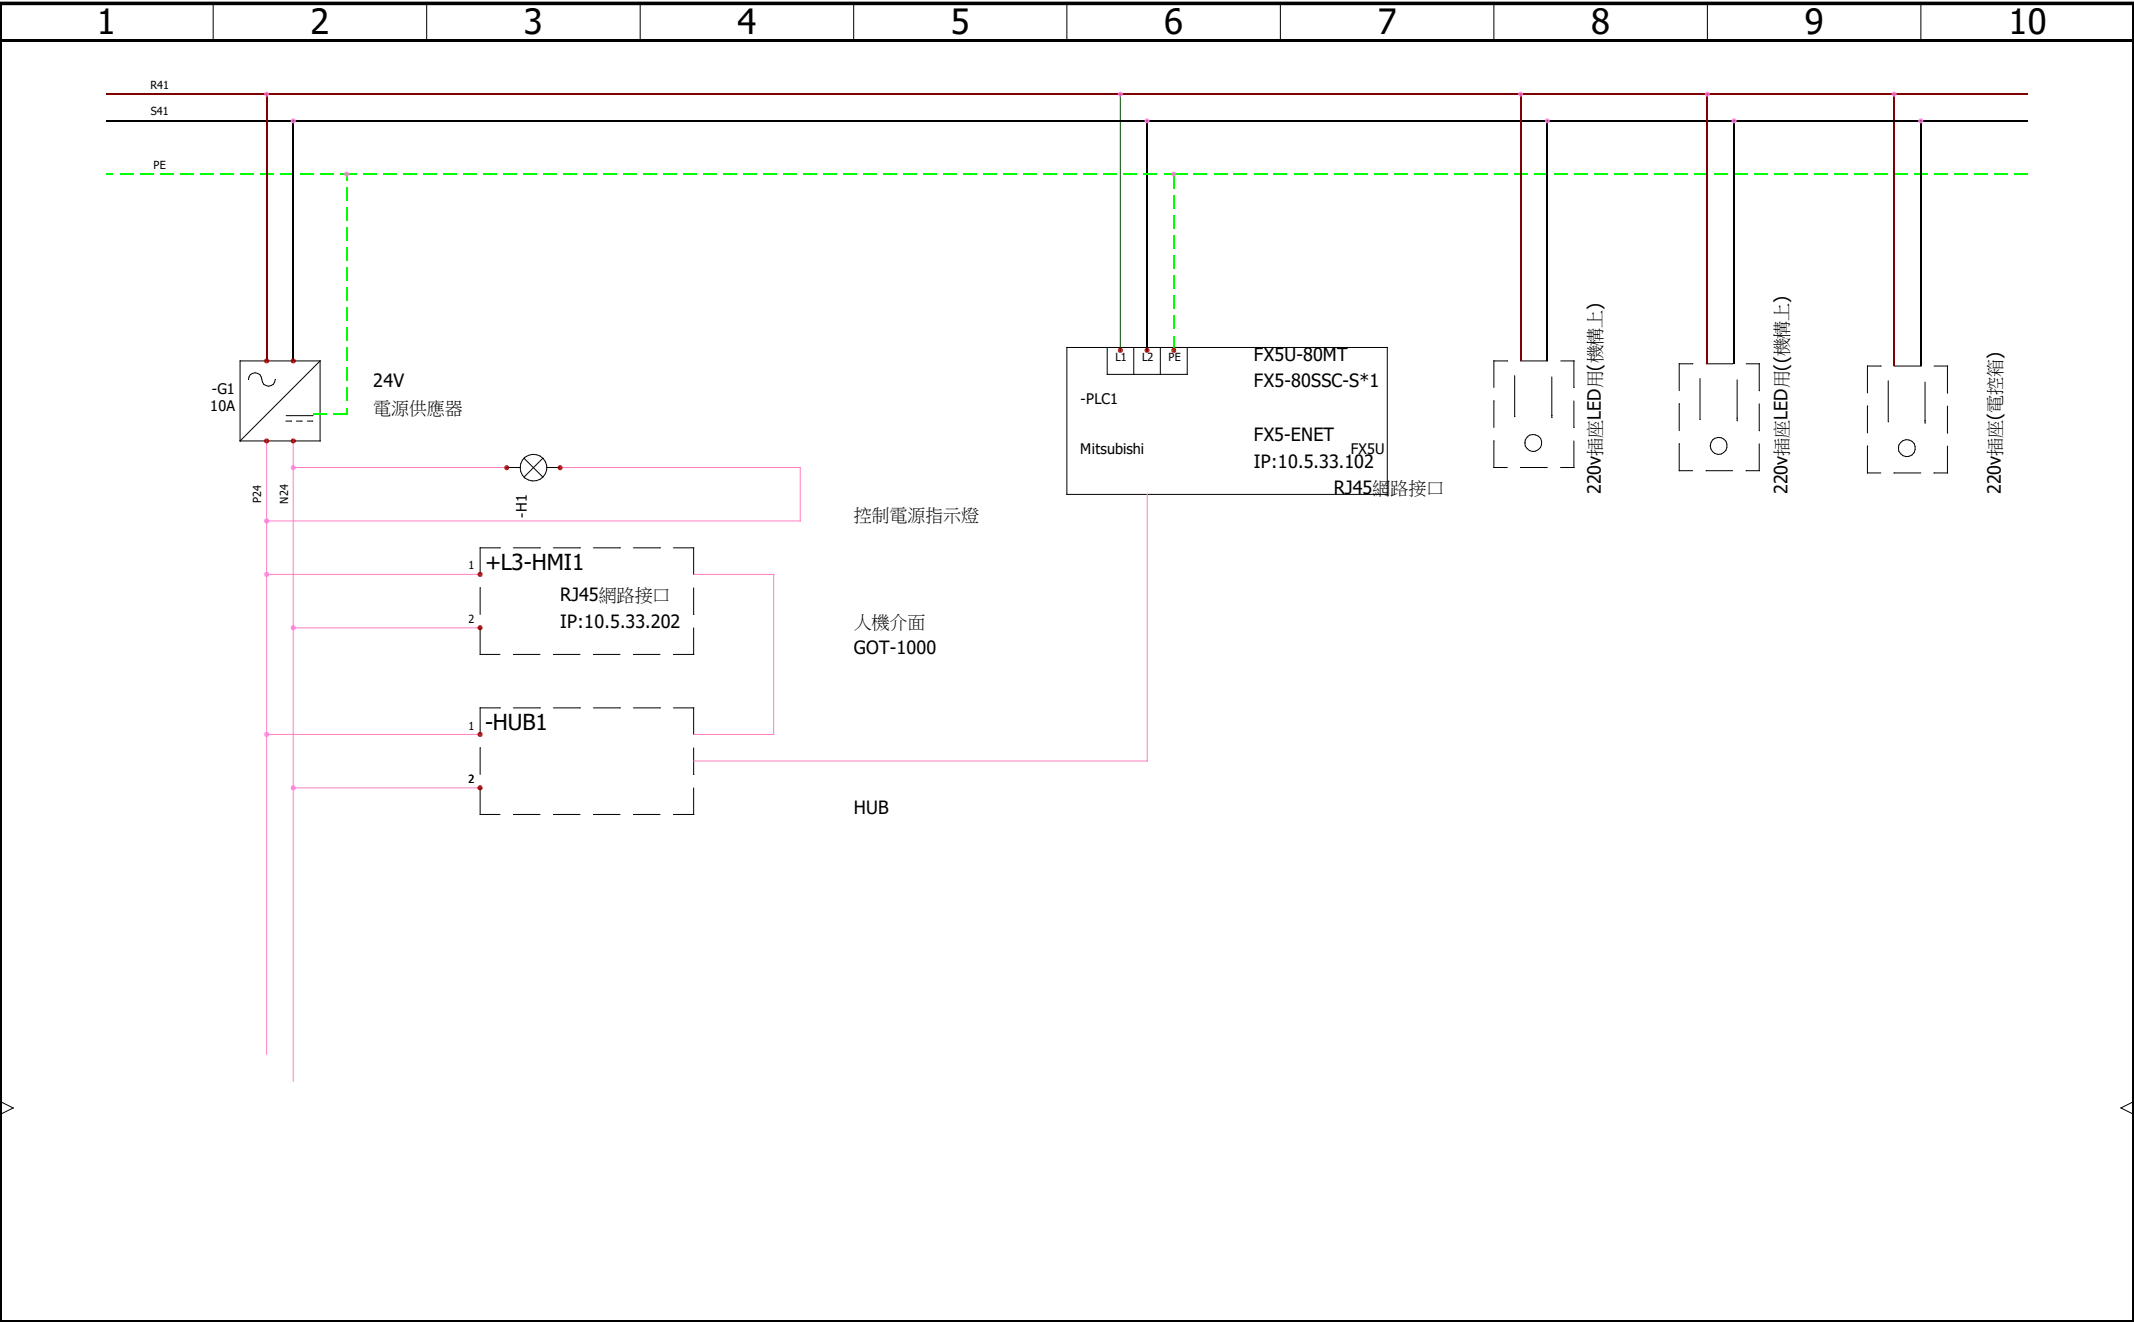 1 2 3 4 5 6 7 8 9 10
R41
S41
PE
-G1
10A
24V
電源供應器
P24
N24
-H1
控制電源指示燈
1
+L3-HMI1
RJ45網路接口
2
IP:10.5.33.202
人機介面
GOT-1000
1
-HUB1
2
HUB
L1 L2 PE
-PLC1
Mitsubishi
FX5U-80MT
FX5-80SSC-S*1
FX5-ENET
FX5U
IP:10.5.33.102
RJ45網路接口
220v插座LED用(機構上)
220v插座LED用((機構上)
220v插座(電控箱)